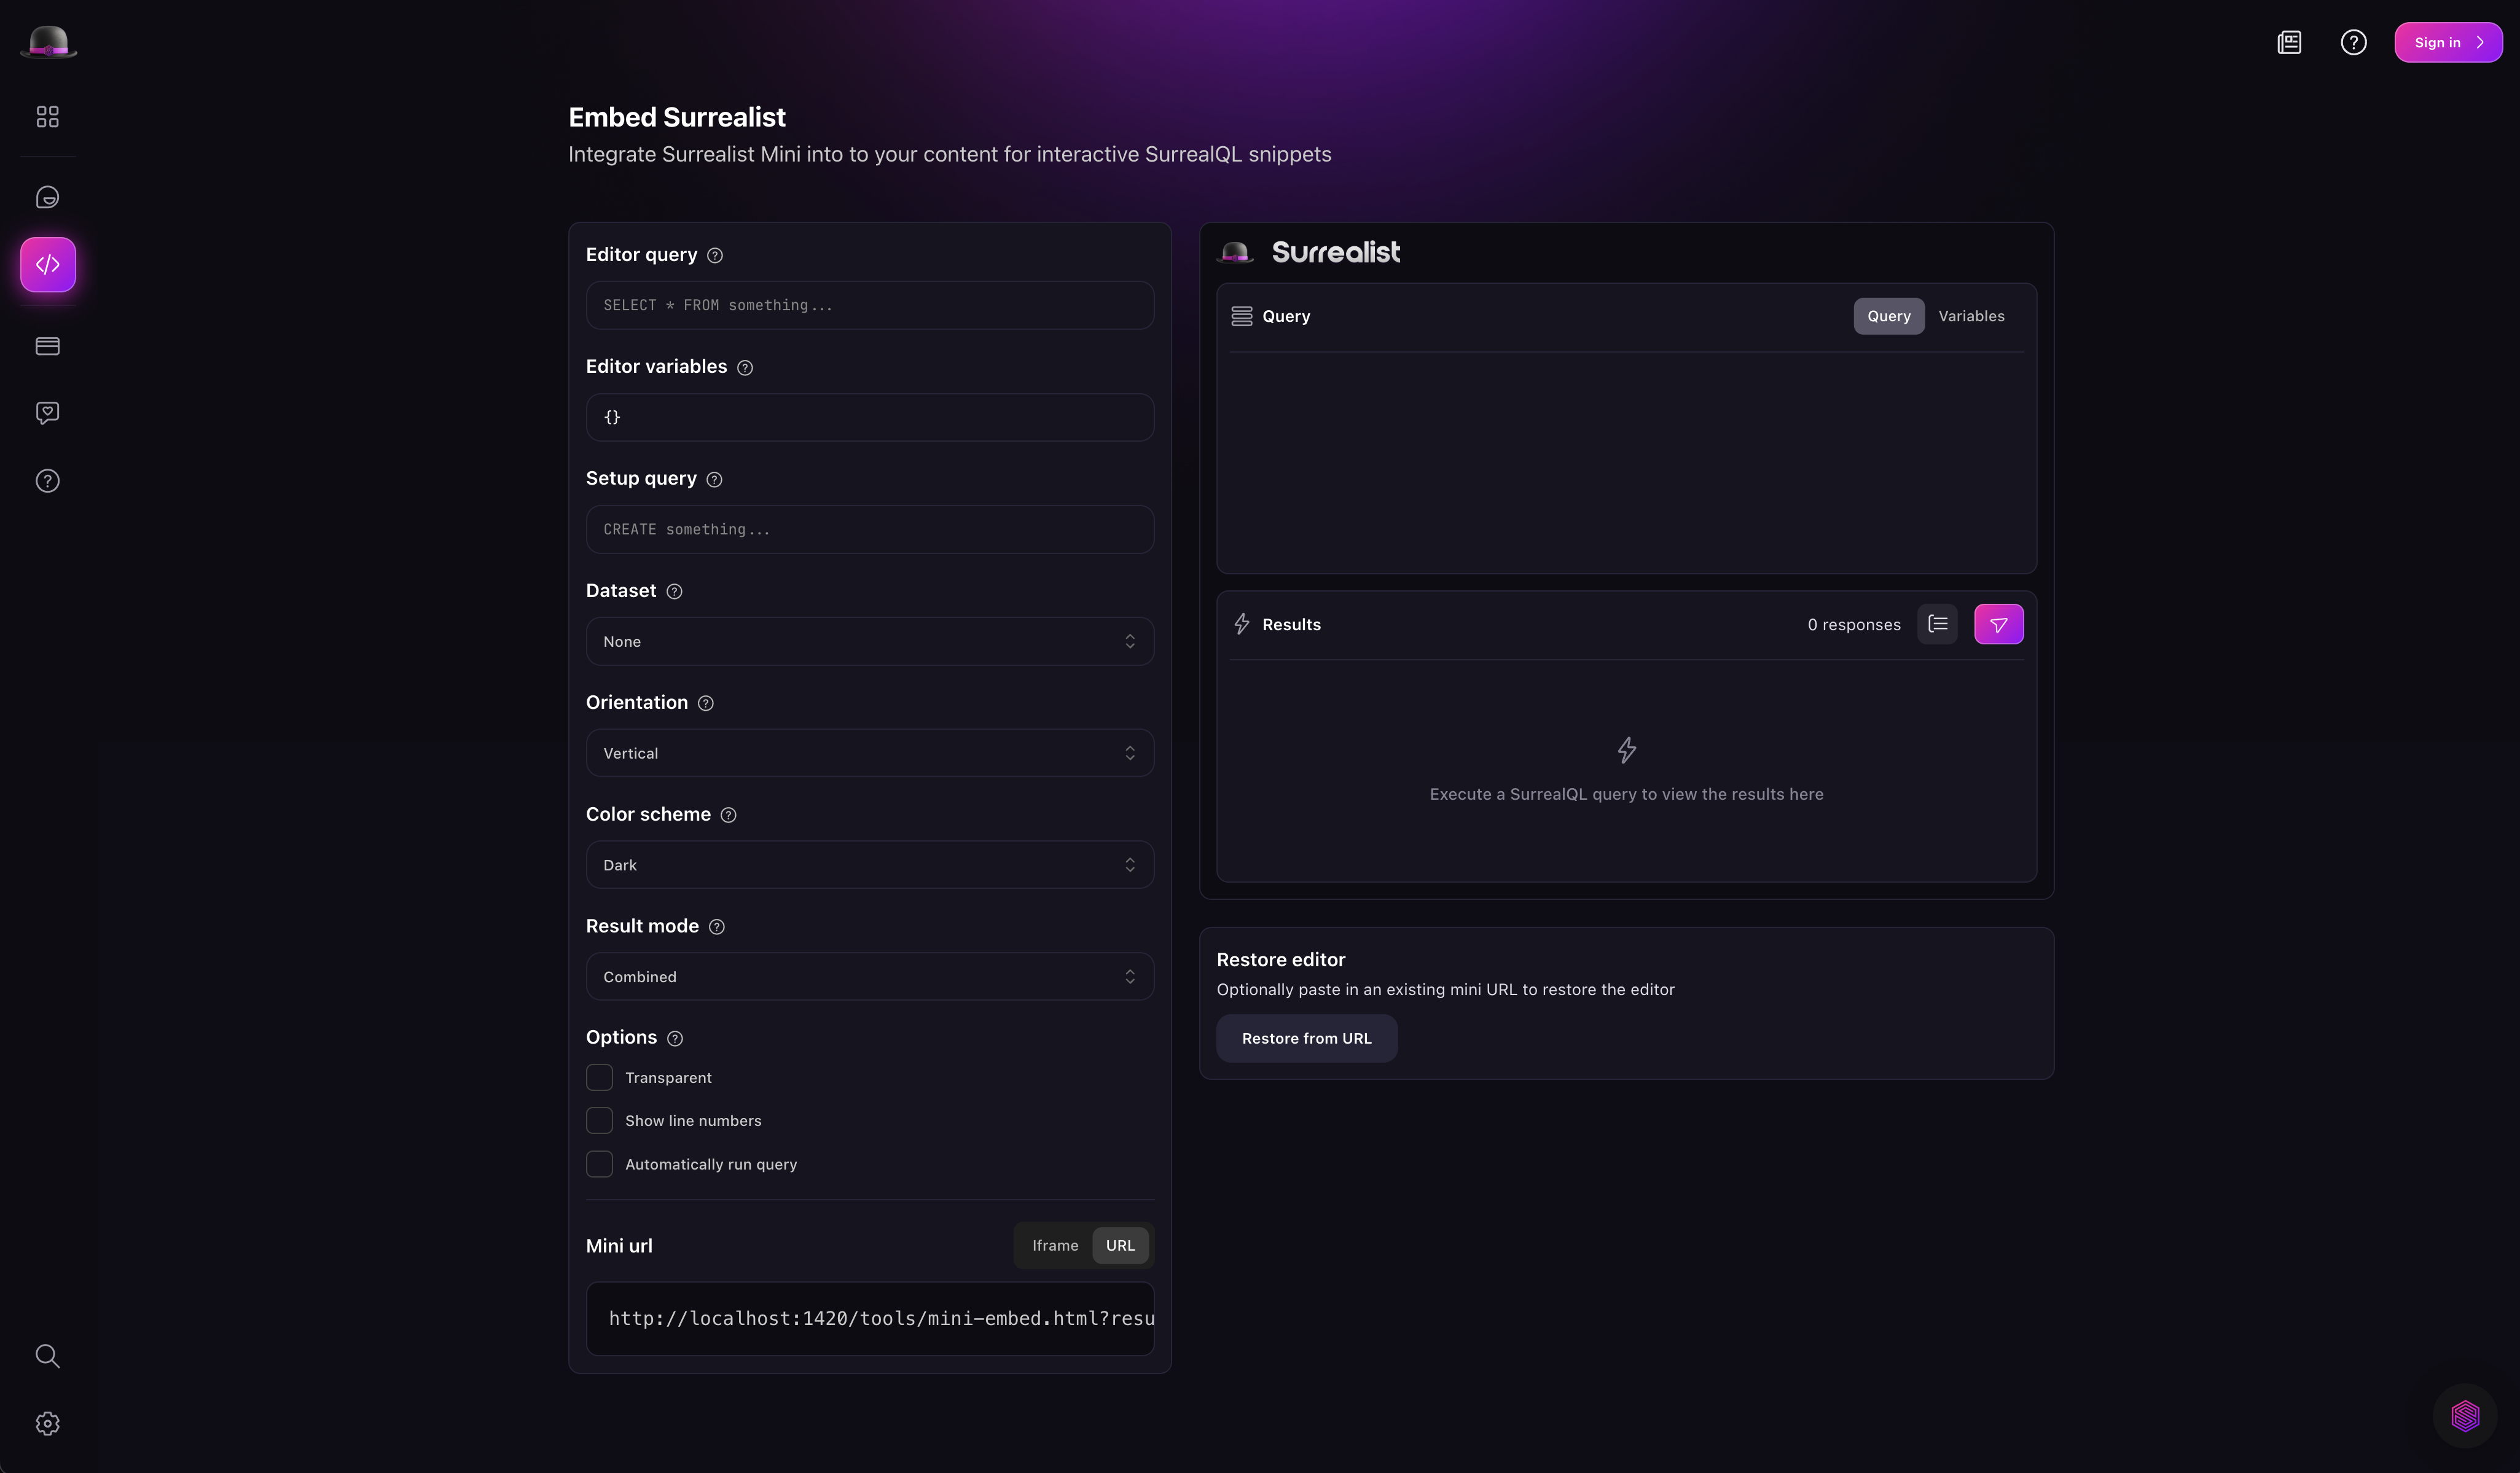 Sign in
Embed Surrealist
Integrate Surrealist Mini into to your content for interactive SurrealQL snippets
Editor query
SELECT * FROM something...
Editor variables
{}
Setup query
CREATE something...
Dataset
None
Orientation
Vertical
Color scheme
Dark
Result mode
Combined
Options
Transparent
Show line numbers
Automatically run query
Mini url
Iframe URL
http://localhost:1420/tools/mini-embed.html?resu
Surrealist
Query
Query Variables
Results
0 responses
Execute a SurrealQL query to view the results here
Restore editor
Optionally paste in an existing mini URL to restore the editor
Restore from URL